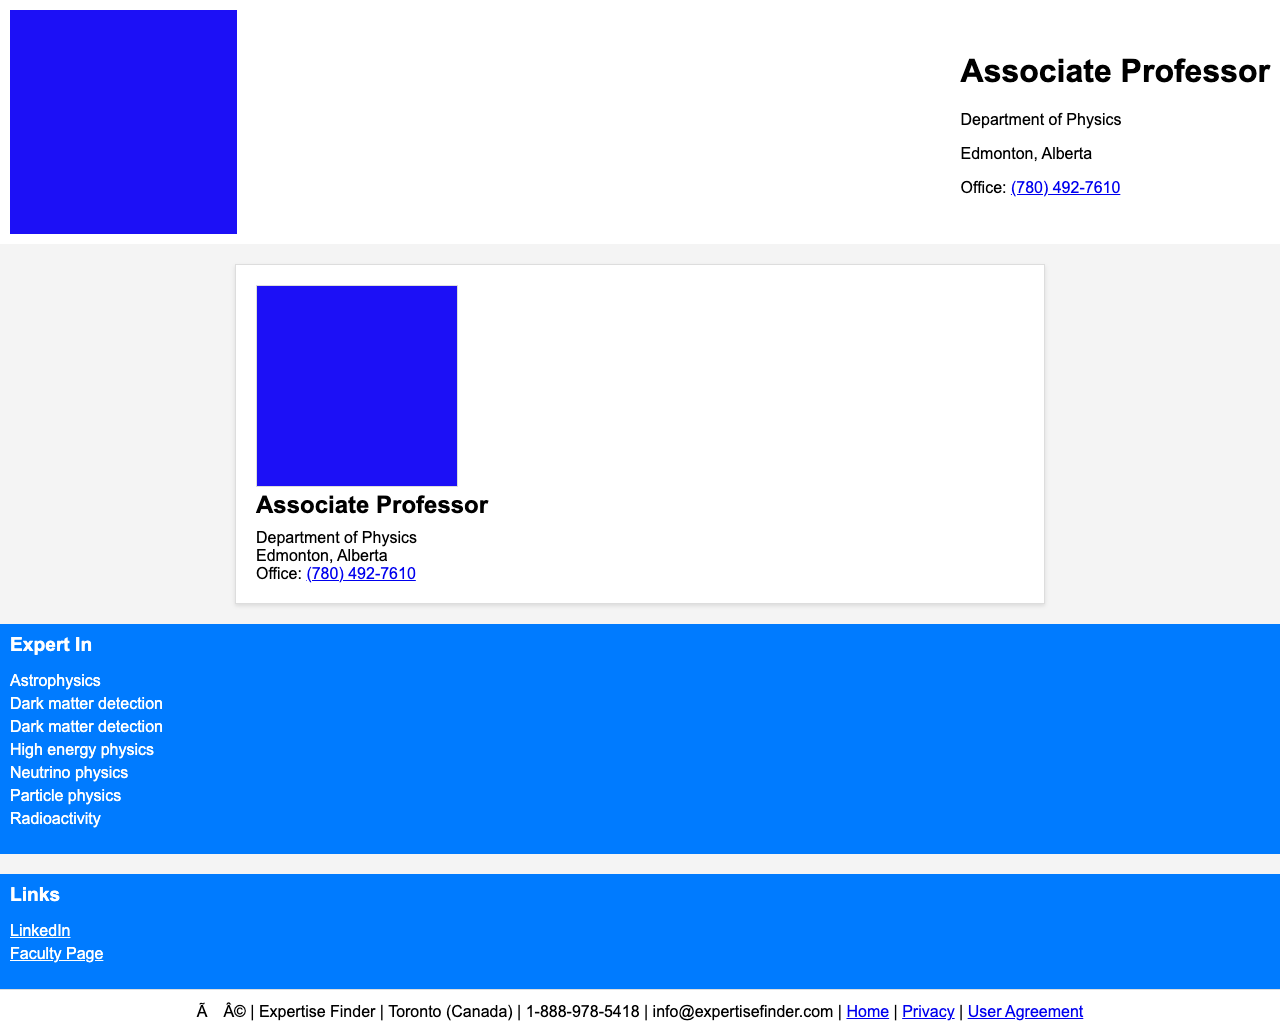 Associate Professor
Department of Physics
Edmonton, Alberta
Office: (780) 492-7610
Associate Professor
Department of Physics
Edmonton, Alberta
Office: (780) 492-7610
Expert In
Astrophysics
Dark matter detection
Dark matter detection
High energy physics
Neutrino physics
Particle physics
Radioactivity
Links
LinkedIn
Faculty Page
Ã Â© | Expertise Finder | Toronto (Canada) | 1-888-978-5418 | info@expertisefinder.com | Home | Privacy | User Agreement